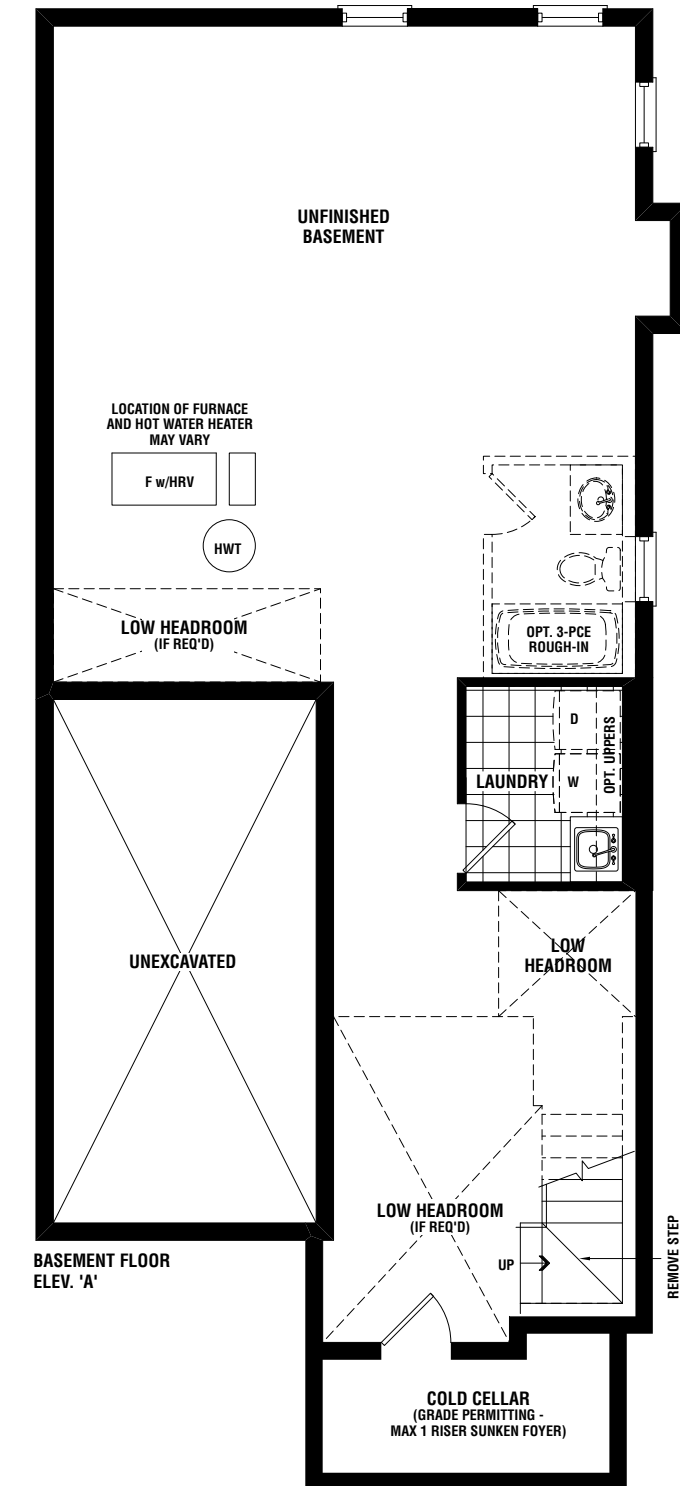 UNFINISHED
BASEMENT
LOCATION OF FURNACE
AND HOT WATER HEATER
MAY VARY
F w/HRV
HWT
LOW HEADROOM
(IF REQ'D)
OPT. 3-PCE
ROUGH-IN
D
OPT. UPPERS
LAUNDRY
W
UNEXCAVATED
LOW
HEADROOM
LOW HEADROOM
(IF REQ'D)
UP
REMOVE STEP
BASEMENT FLOOR
ELEV. 'A'
COLD CELLAR
(GRADE PERMITTING -
MAX 1 RISER SUNKEN FOYER)